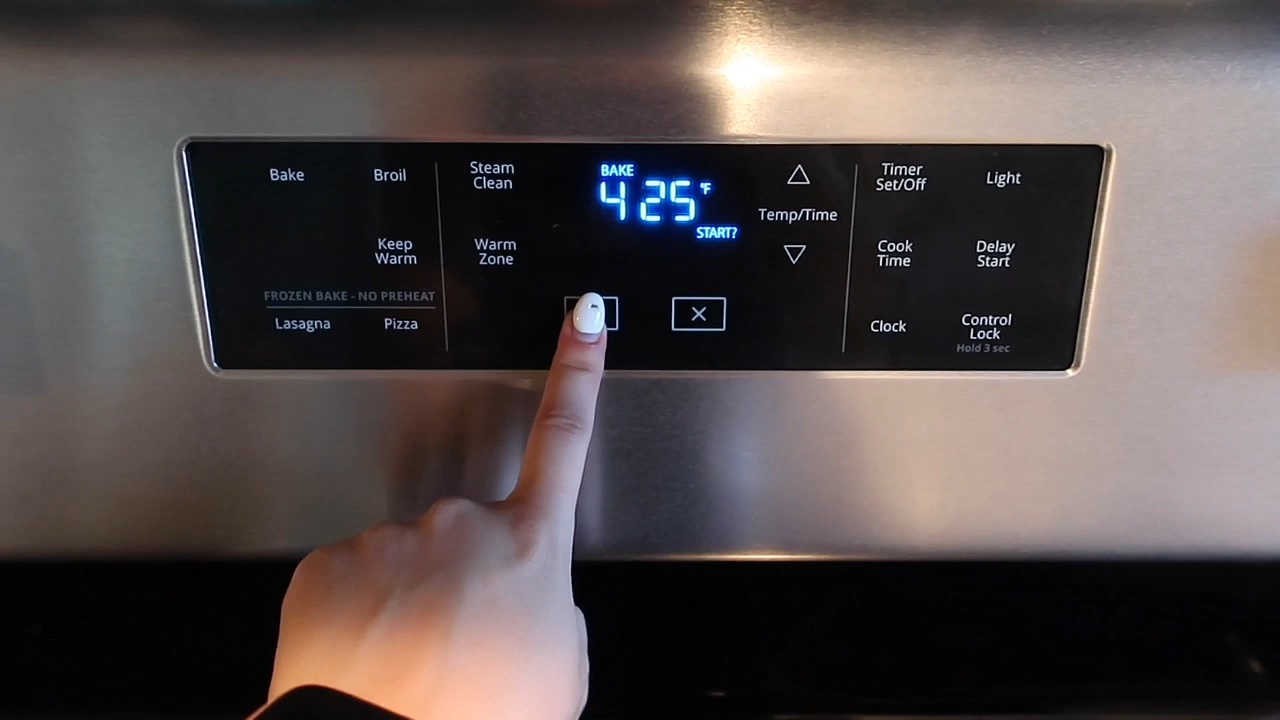 Bake
Broil
Keep
Warm
FROZEN BAKE - NO PREHEAT
Lasagna
Pizza
Steam
Clean
Warm
Zone
BAKE
425°F
START?
Temp/Time
Timer
Set/Off
Light
Cook
Time
Delay
Start
Clock
Control
Lock
Hold 3 sec